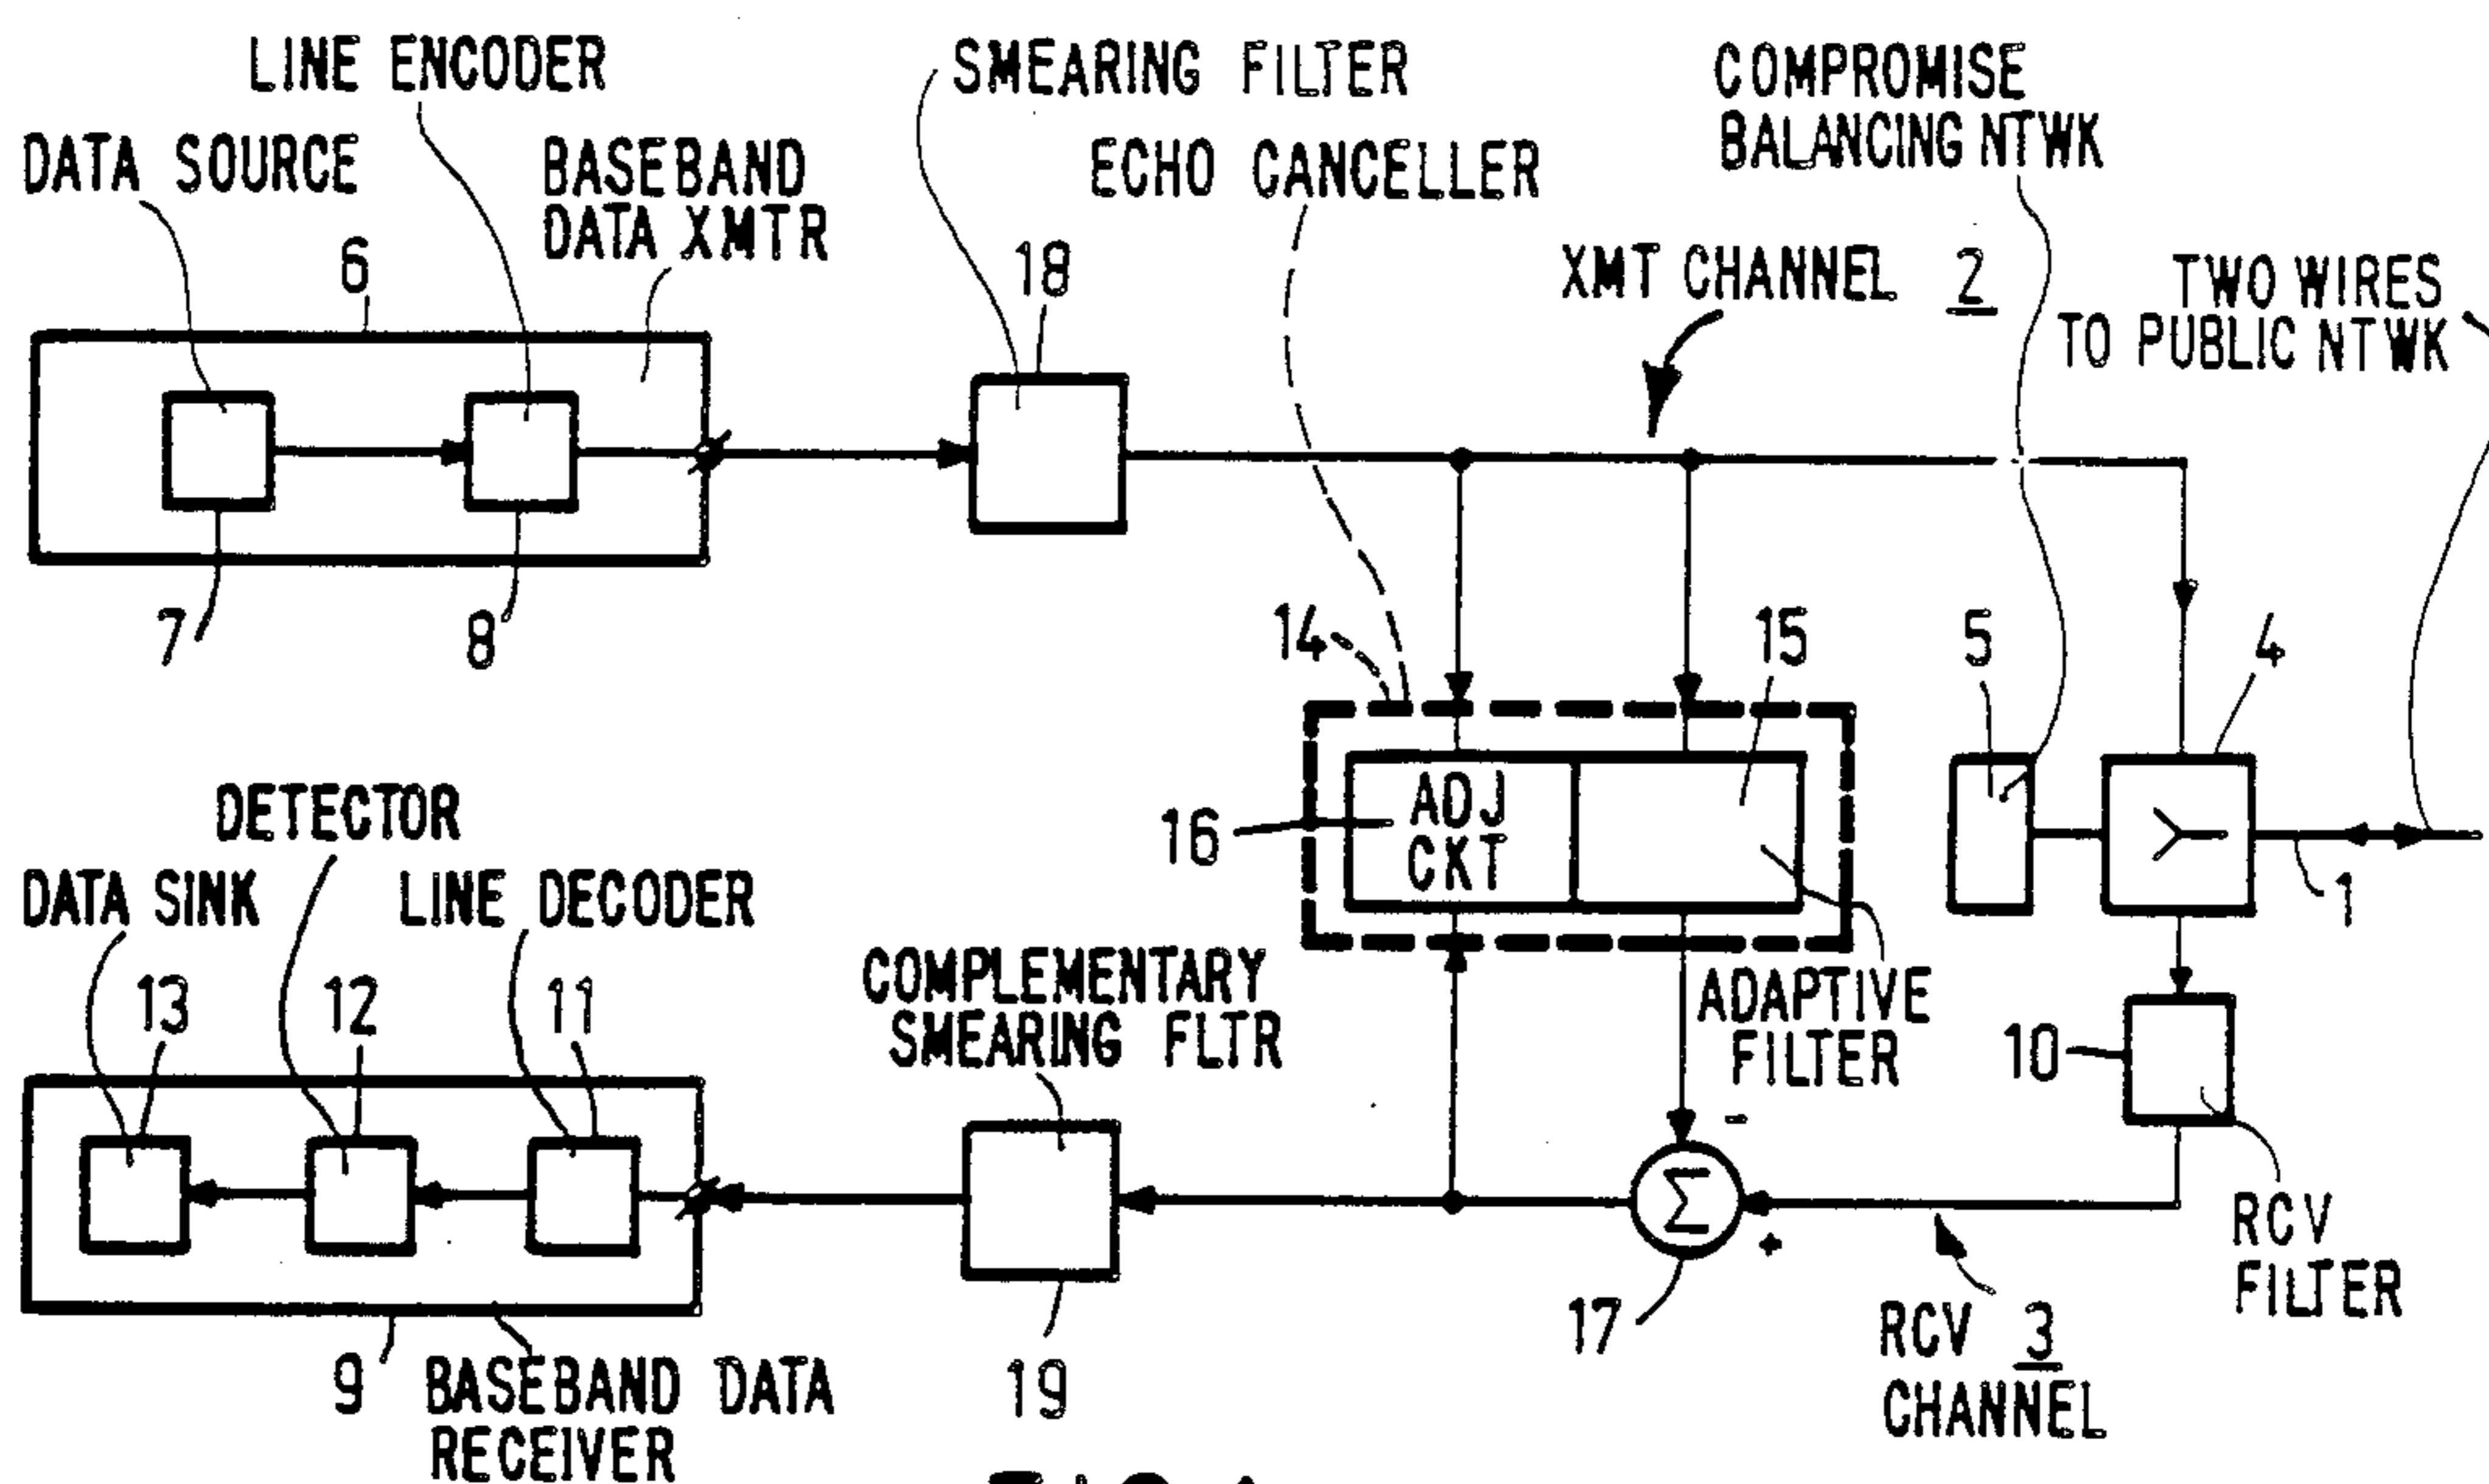 LINE ENCODER
SMEARING FILTER
COMPROMISE
BALANCING NTWK
DATA SOURCE
BASEBAND
DATA XMTR
ECHO CANCELLER
6
18
XMT CHANNEL 2
TWO WIRES
TO PUBLIC NTWK
7
8
14
15
5
4
16
ADJ
CKT
1
DETECTOR
DATA SINK
LINE DECODER
13
12
11
COMPLEMENTARY
SMEARING FLTR
ADAPTIVE
FILTER
10
-
Σ
+
RCV
FILTER
17
RCV 3
CHANNEL
9
BASEBAND DATA
RECEIVER
19